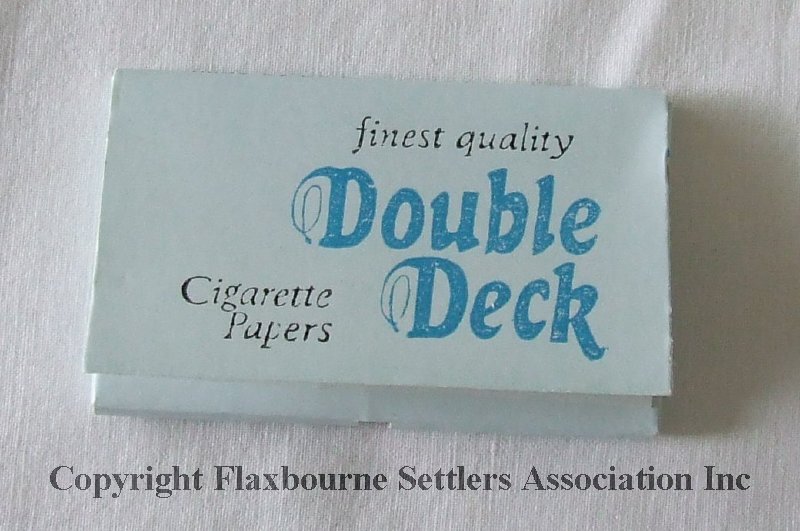 finest quality
Double
Deck
Cigarette
Papers
Copyright Flaxbourne Settlers Association Inc